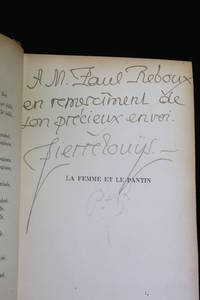 A M. Paul Reboux
en remerciment de
son précieux envoi.
Pierre Louÿs. —
LA FEMME ET LE PANTIN